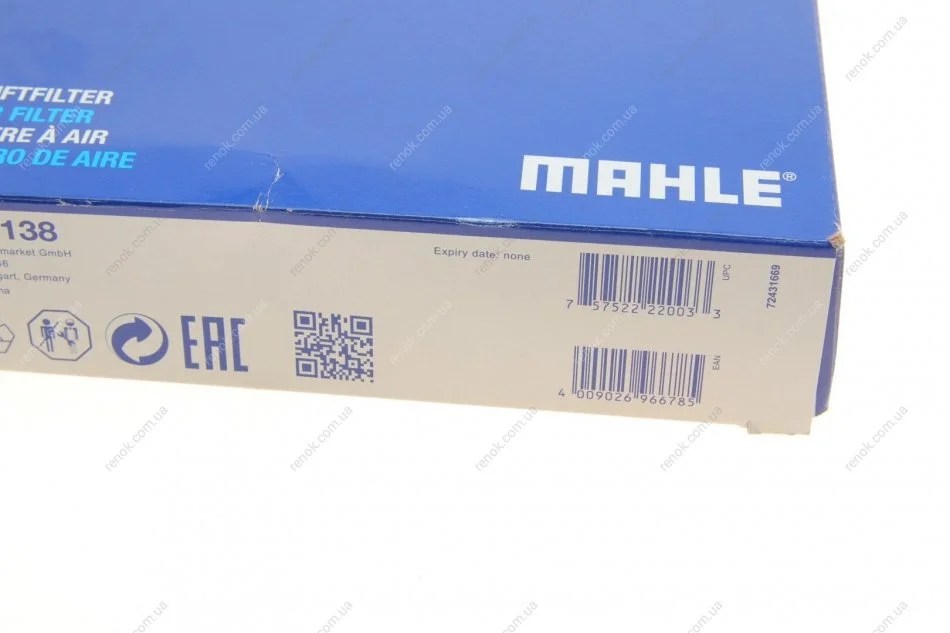 FTFILTER
FILTER
TRE À AIR
RO DE AIRE
MAHLE®
138
market GmbH
gart, Germany
Expiry date: none
7 57522 22003 3
UPC
72431669
EAC
4 009026 966785
EAN
renok.com.ua